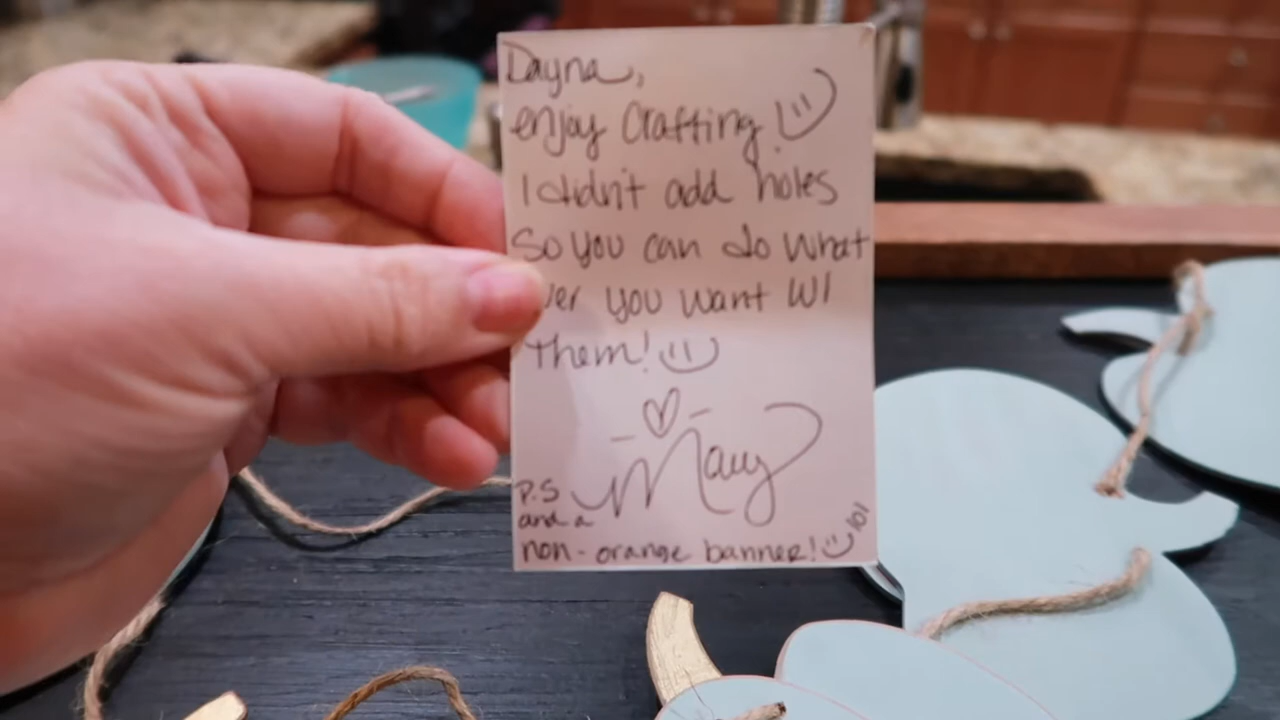 Dayna,
enjoy crafting!
I didn't add holes
So you can do what
ver you want W/
them!
Mary
P.S
and a
non-orange banner! lol